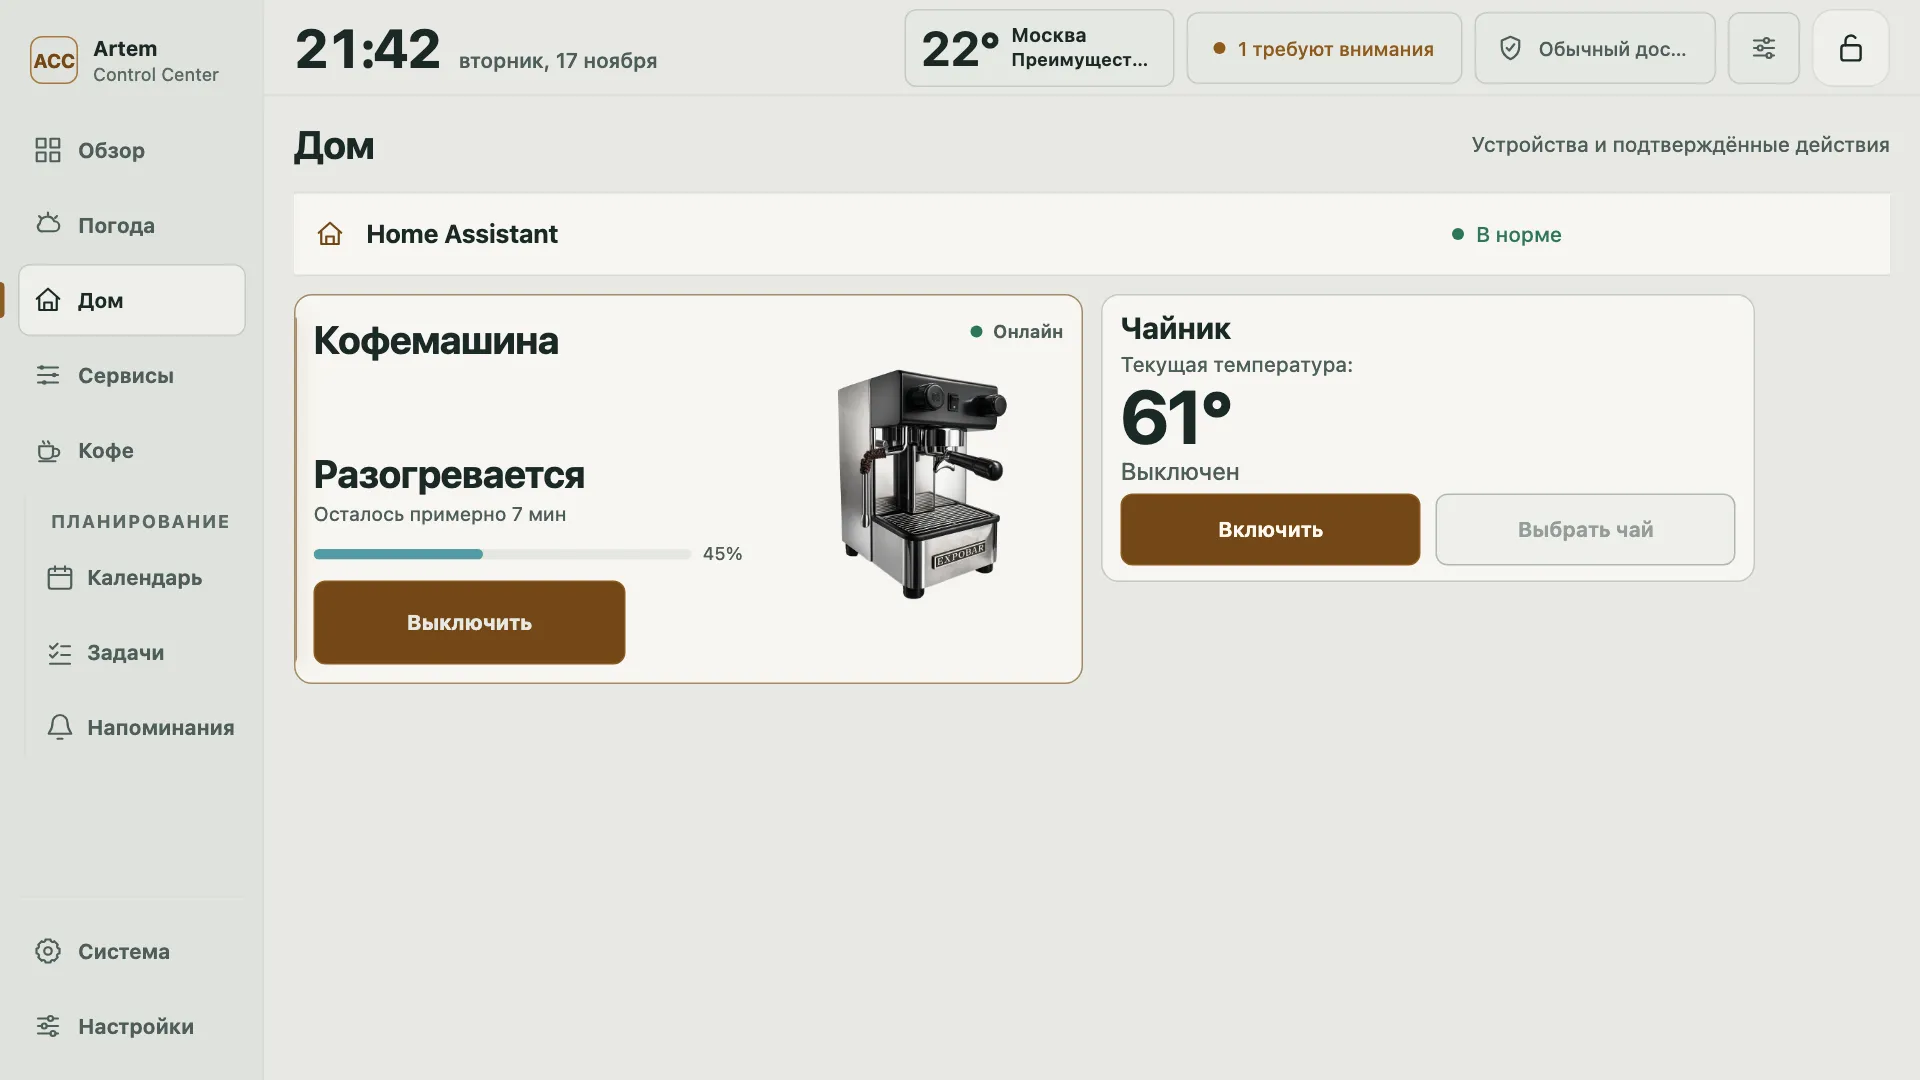 ACC
Artem
Control Center
21:42
вторник, 17 ноября
22°
Москва
Преимущест...
1 требуют внимания
Обычный дос...
Обзор
Погода
Дом
Сервисы
Кофе
ПЛАНИРОВАНИЕ
Календарь
Задачи
Напоминания
Система
Настройки
Дом
Устройства и подтверждённые действия
Home Assistant
В норме
Кофемашина
Онлайн
Разогревается
Осталось примерно 7 мин
45%
Выключить
EXPOBAR
Чайник
Текущая температура:
61°
Выключен
Включить
Выбрать чай